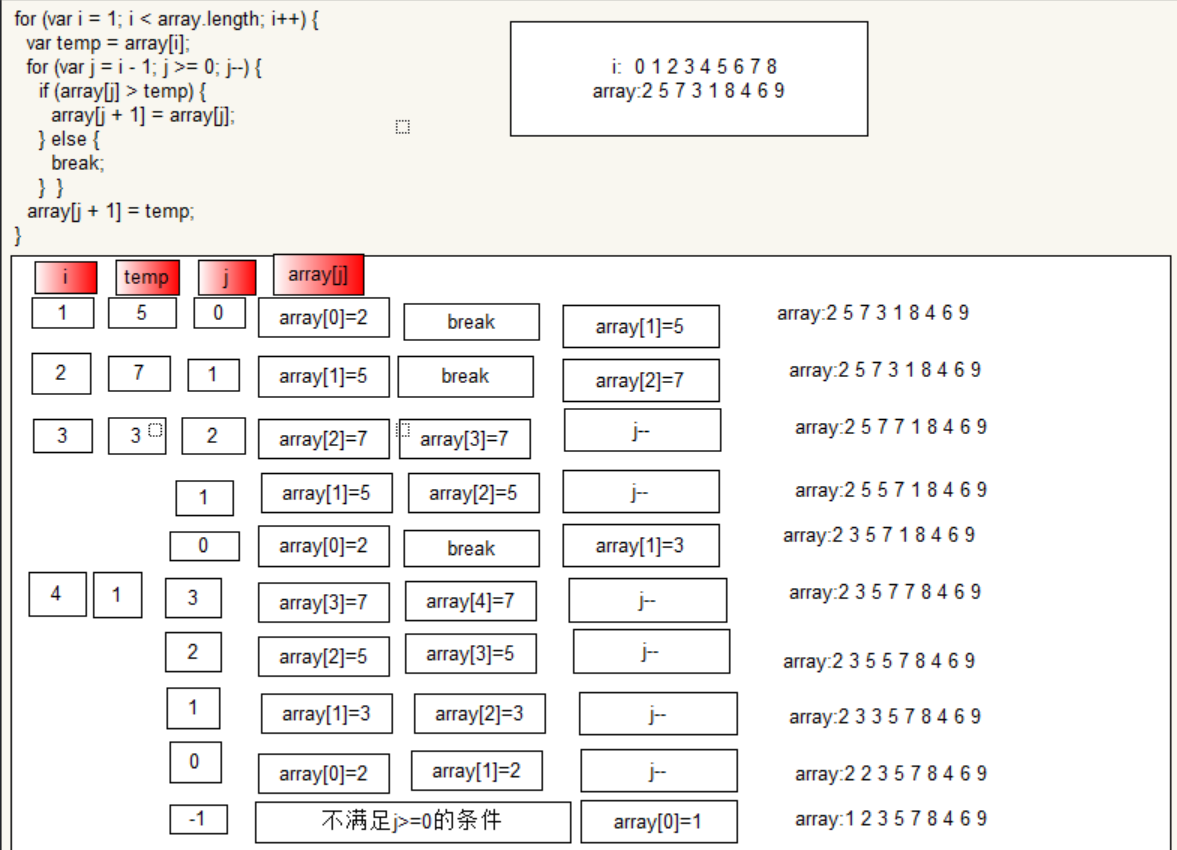 for (var i = 1; i < array.length; i++) {
var temp = array[i];
for (var j = i - 1; j >= 0; j--) {
if (array[j] > temp) {
array[j + 1] = array[j];
} else {
break;
} }
array[j + 1] = temp;
}
i: 0 1 2 3 4 5 6 7 8
array:2 5 7 3 1 8 4 6 9
i temp j array[j]
1 5 0 array[0]=2 break array[1]=5 array:2 5 7 3 1 8 4 6 9
2 7 1 array[1]=5 break array[2]=7 array:2 5 7 3 1 8 4 6 9
3 3 2 array[2]=7 array[3]=7 j-- array:2 5 7 7 1 8 4 6 9
1 array[1]=5 array[2]=5 j-- array:2 5 5 7 1 8 4 6 9
0 array[0]=2 break array[1]=3 array:2 3 5 7 1 8 4 6 9
4 1 3 array[3]=7 array[4]=7 j-- array:2 3 5 7 7 8 4 6 9
2 array[2]=5 array[3]=5 j-- array:2 3 5 5 7 8 4 6 9
1 array[1]=3 array[2]=3 j-- array:2 3 3 5 7 8 4 6 9
0 array[0]=2 array[1]=2 j-- array:2 2 3 5 7 8 4 6 9
-1 不满足j>=0的条件 array[0]=1 array:1 2 3 5 7 8 4 6 9